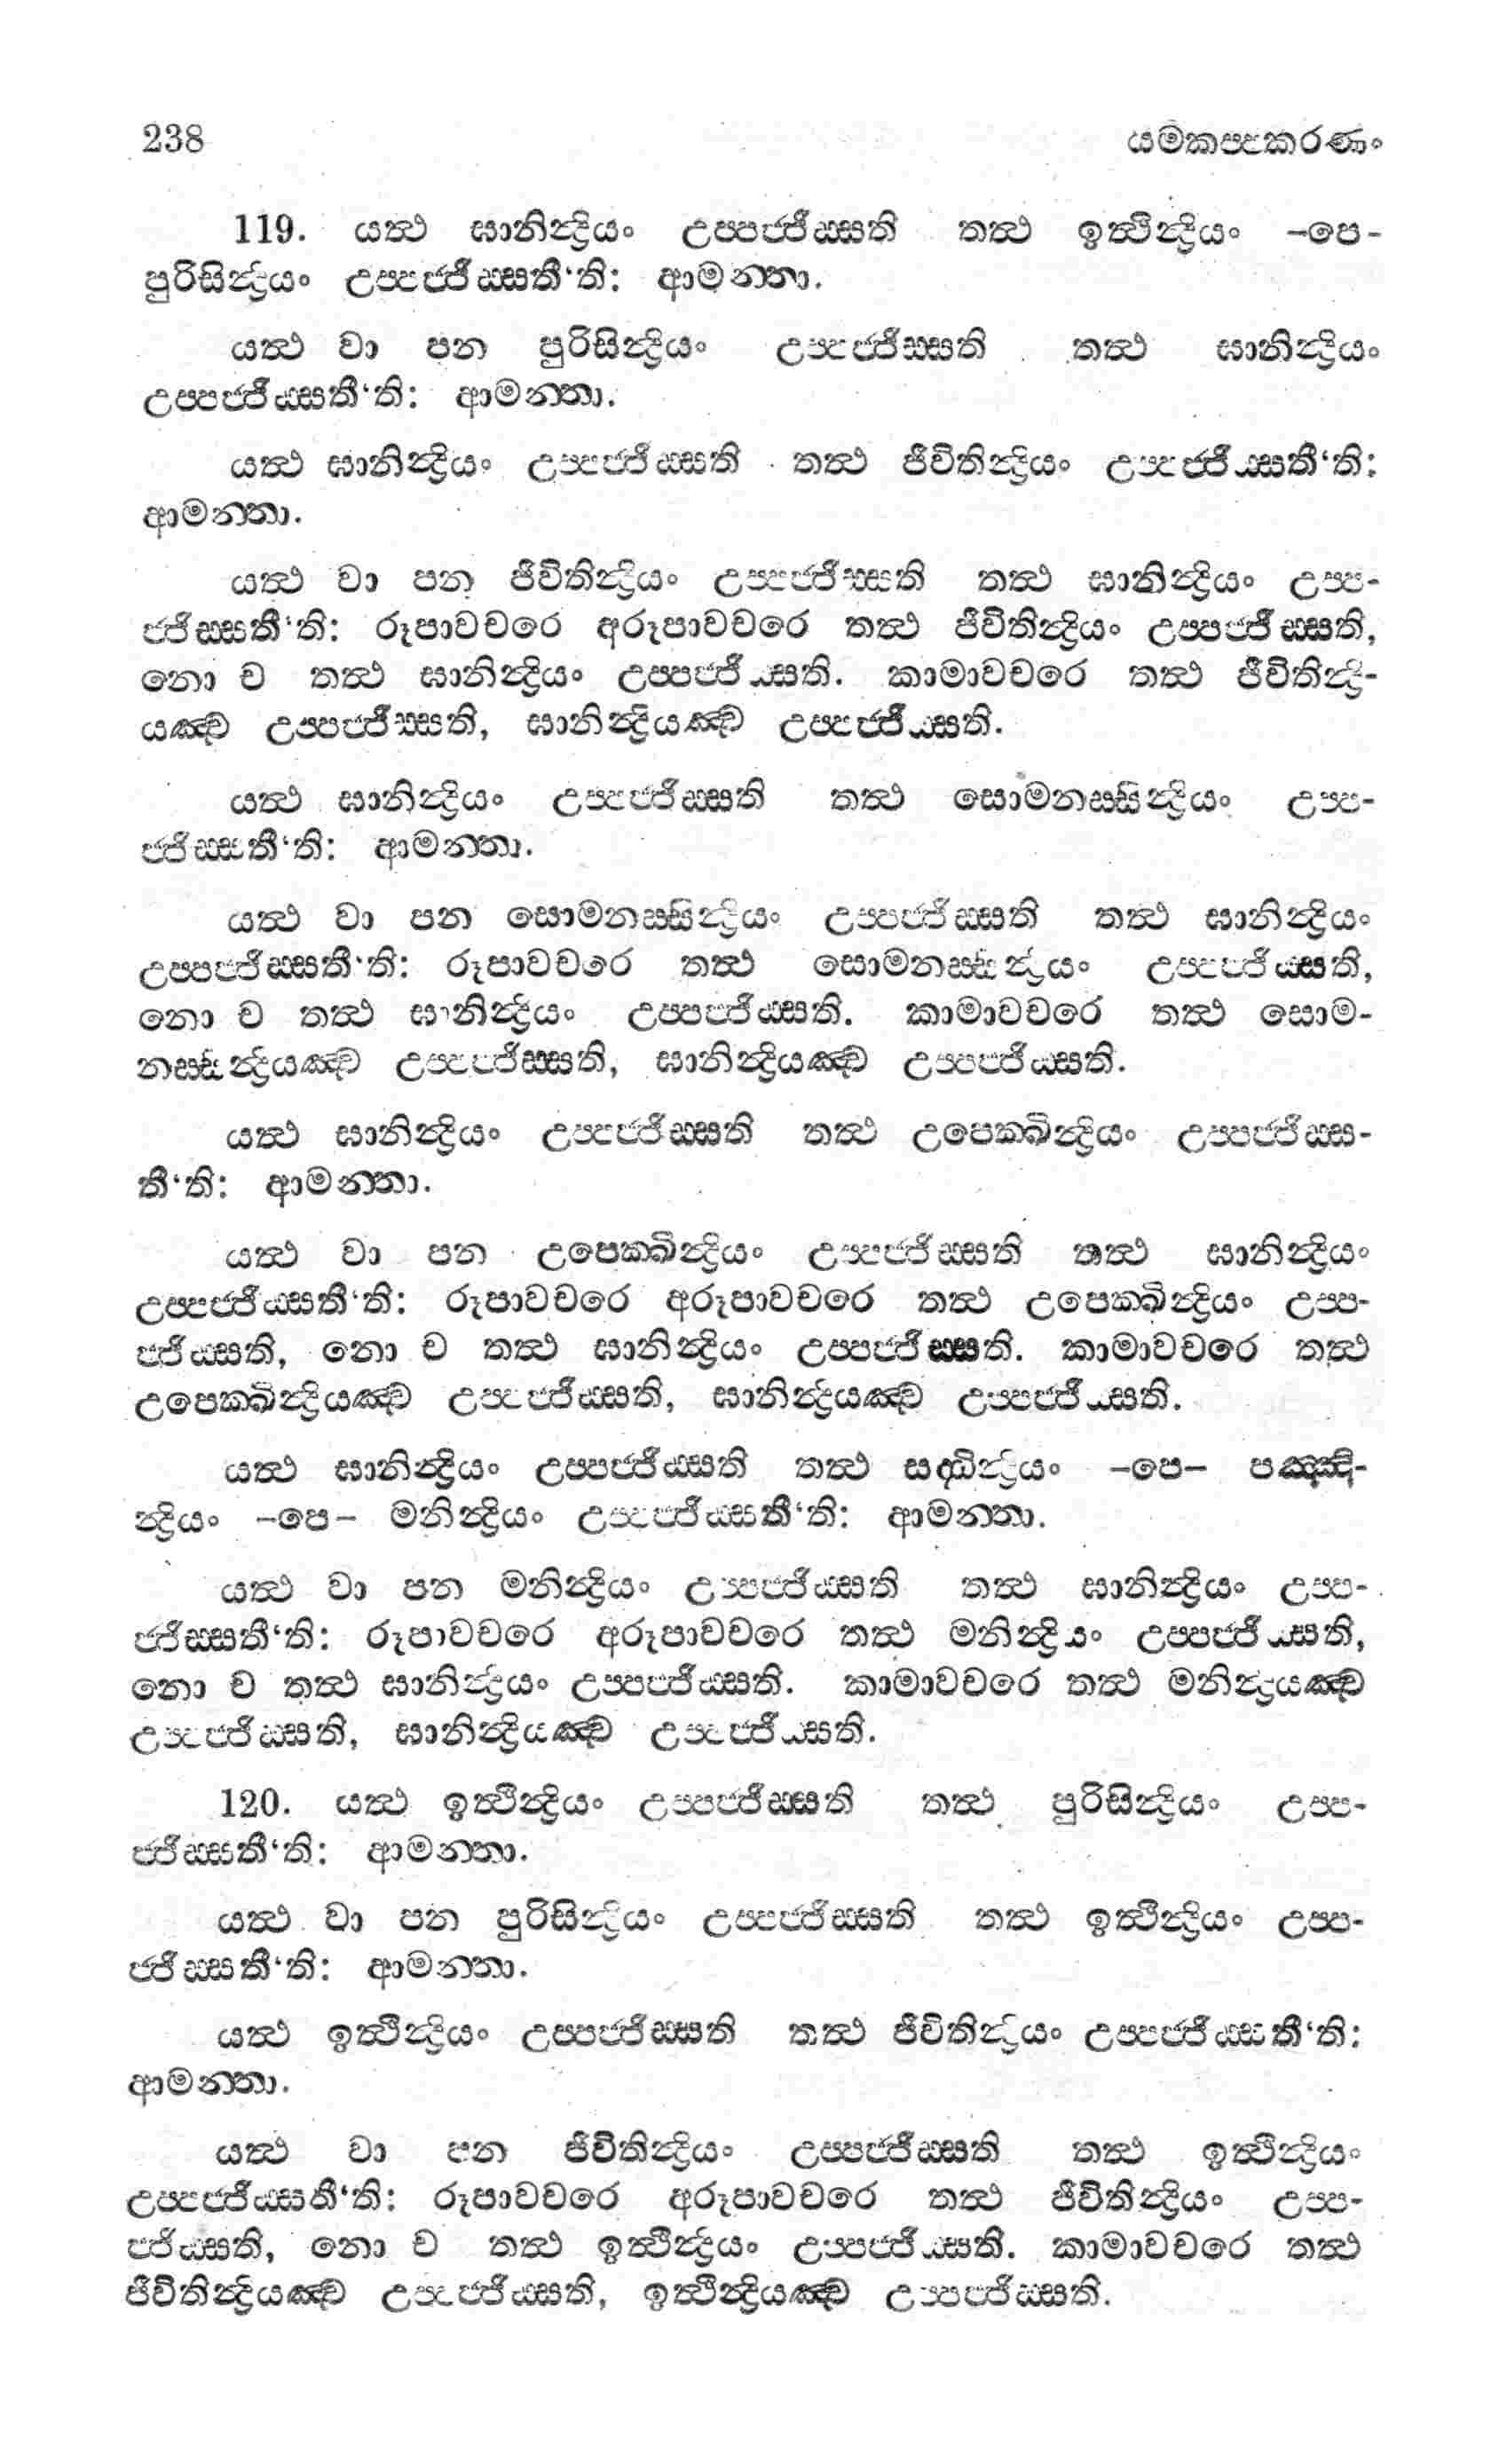 238 යමකප්පකරණං
119. යත්ථ ඝානින්ද්‍රියං උප්පජ්ජිස්සති තත්ථ ඉත්ථින්ද්‍රියං -පෙ-
පුරිසින්ද්‍රියං උප්පජ්ජිස්සතී‘ති: ආමන්තා.
යත්ථ වා පන පුරිසින්ද්‍රියං උප්පජ්ජිස්සති තත්ථ ඝානින්ද්‍රියං
උප්පජ්ජිස්සතී‘ති: ආමන්තා.
යත්ථ ඝානින්ද්‍රියං උප්පජ්ජිස්සති තත්ථ ජීවිතින්ද්‍රියං උප්පජ්ජිස්සතී‘ති:
ආමන්තා.
යත්ථ වා පන ජීවිතින්ද්‍රියං උප්පජ්ජිස්සති තත්ථ ඝානින්ද්‍රියං උප්ප-
ජ්ජිස්සතී‘ති: රූපාවචරෙ අරූපාවචරෙ තත්ථ ජීවිතින්ද්‍රියං උප්පජ්ජිස්සති,
නො ච තත්ථ ඝානින්ද්‍රියං උප්පජ්ජිස්සති. කාමාවචරෙ තත්ථ ජීවිතින්ද්‍රි-
යඤ්ච උප්පජ්ජිස්සති, ඝානින්ද්‍රියඤ්ච උප්පජ්ජිස්සති.
යත්ථ ඝානින්ද්‍රියං උප්පජ්ජිස්සති තත්ථ සොමනස්සින්ද්‍රියං උප්ප-
ජ්ජිස්සතී‘ති: ආමන්තා.
යත්ථ වා පන සොමනස්සින්ද්‍රියං උප්පජ්ජිස්සති තත්ථ ඝානින්ද්‍රියං
උප්පජ්ජිස්සතී‘ති: රූපාවචරෙ තත්ථ සොමනස්සින්ද්‍රියං උප්පජ්ජිස්සති,
නො ච තත්ථ ඝානින්ද්‍රියං උප්පජ්ජිස්සති. කාමාවචරෙ තත්ථ සොම-
නස්සින්ද්‍රියඤ්ච උප්පජ්ජිස්සති, ඝානින්ද්‍රියඤ්ච උප්පජ්ජිස්සති.
යත්ථ ඝානින්ද්‍රියං උප්පජ්ජිස්සති තත්ථ උපෙක්ඛින්ද්‍රියං උප්පජ්ජිස්ස-
තී‘ති: ආමන්තා.
යත්ථ වා පන උපෙක්ඛින්ද්‍රියං උප්පජ්ජිස්සති තත්ථ ඝානින්ද්‍රියං
උප්පජ්ජිස්සතී‘ති: රූපාවචරෙ අරූපාවචරෙ තත්ථ උපෙක්ඛින්ද්‍රියං උප්ප-
ජ්ජිස්සති, නො ච තත්ථ ඝානින්ද්‍රියං උප්පජ්ජිස්සති. කාමාවචරෙ තත්ථ
උපෙක්ඛින්ද්‍රියඤ්ච උප්පජ්ජිස්සති, ඝානින්ද්‍රියඤ්ච උප්පජ්ජිස්සති.
යත්ථ ඝානින්ද්‍රියං උප්පජ්ජිස්සති තත්ථ සද්ධින්ද්‍රියං -පෙ- පඤ්ඤි-
න්ද්‍රියං -පෙ- මනින්ද්‍රියං උප්පජ්ජිස්සතී‘ති: ආමන්තා.
යත්ථ වා පන මනින්ද්‍රියං උප්පජ්ජිස්සති තත්ථ ඝානින්ද්‍රියං උප්ප-
ජ්ජිස්සතී‘ති: රූපාවචරෙ අරූපාවචරෙ තත්ථ මනින්ද්‍රියං උප්පජ්ජිස්සති,
නො ච තත්ථ ඝානින්ද්‍රියං උප්පජ්ජිස්සති. කාමාවචරෙ තත්ථ මනින්ද්‍රියඤ්ච
උප්පජ්ජිස්සති, ඝානින්ද්‍රියඤ්ච උප්පජ්ජිස්සති.
120. යත්ථ ඉත්ථින්ද්‍රියං උප්පජ්ජිස්සති තත්ථ පුරිසින්ද්‍රියං උප්ප-
ජ්ජිස්සතී‘ති: ආමන්තා.
යත්ථ වා පන පුරිසින්ද්‍රියං උප්පජ්ජිස්සති තත්ථ ඉත්ථින්ද්‍රියං උප්ප-
ජ්ජිස්සතී‘ති: ආමන්තා.
යත්ථ ඉත්ථින්ද්‍රියං උප්පජ්ජිස්සති තත්ථ ජීවිතින්ද්‍රියං උප්පජ්ජිස්සතී‘ති:
ආමන්තා.
යත්ථ වා පන ජීවිතින්ද්‍රියං උප්පජ්ජිස්සති තත්ථ ඉත්ථින්ද්‍රියං
උප්පජ්ජිස්සතී‘ති: රූපාවචරෙ අරූපාවචරෙ තත්ථ ජීවිතින්ද්‍රියං උප්ප-
ජ්ජිස්සති, නො ච තත්ථ ඉත්ථින්ද්‍රියං උප්පජ්ජිස්සති. කාමාවචරෙ තත්ථ
ජීවිතින්ද්‍රියඤ්ච උප්පජ්ජිස්සති, ඉත්ථින්ද්‍රියඤ්ච උප්පජ්ජිස්සති.